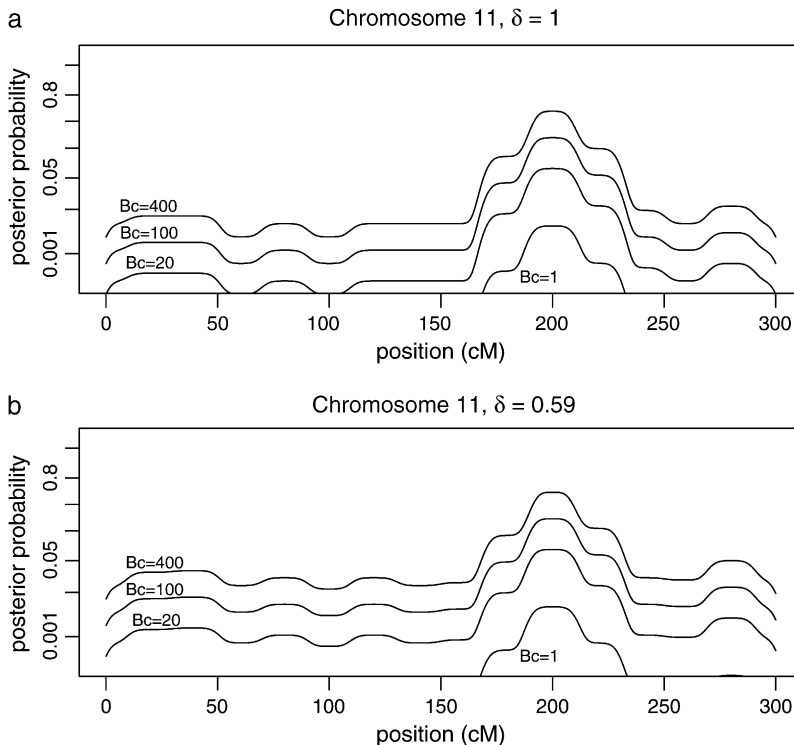 a
Chromosome 11, δ = 1
posterior probability
0.8
0.05
0.001
Bc=400
Bc=100
Bc=20
Bc=1
0 50 100 150 200 250 300
position (cM)
b
Chromosome 11, δ = 0.59
posterior probability
0.8
0.05
0.001
Bc=400
Bc=100
Bc=20
Bc=1
0 50 100 150 200 250 300
position (cM)